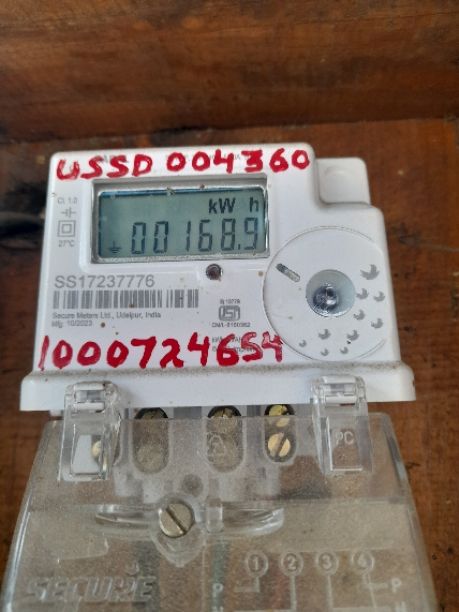 USSD 004360
Cl. 1.0
27°C
kW h
00168.9
SS17237776
Secure Meters Ltd., Udaipur, India
Mfg. 10/2023
1000724654
PC
1 2 3 4
P P
SECURE